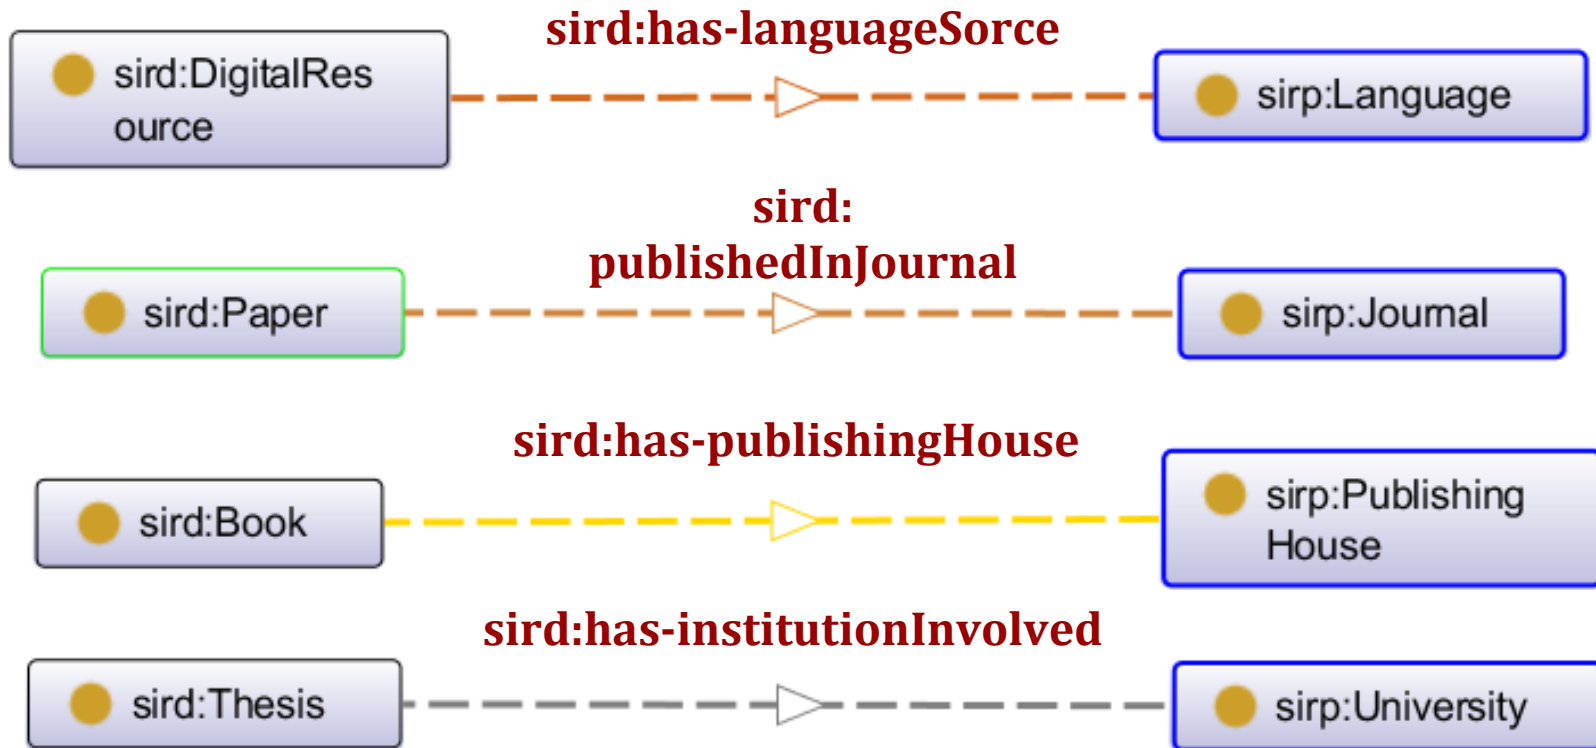 sird:has-languageSorce
sird:DigitalRes
ource
sirp:Language
sird:
publishedInJournal
sird:Paper
sirp:Journal
sird:has-publishingHouse
sird:Book
sirp:Publishing
House
sird:has-institutionInvolved
sird:Thesis
sirp:University